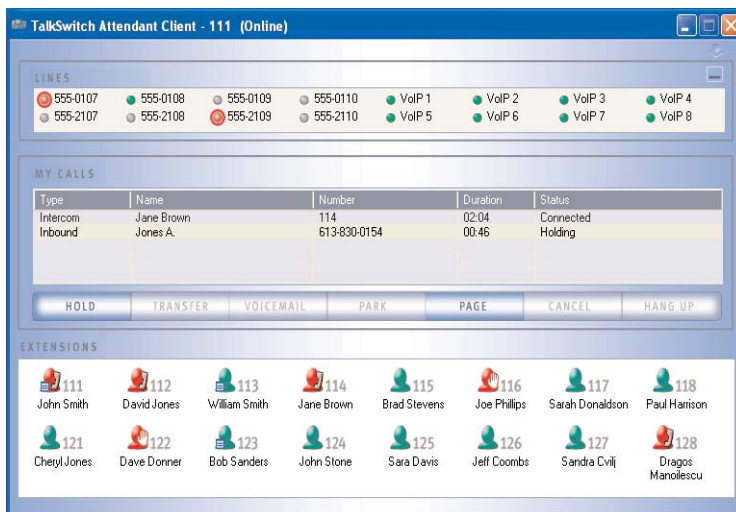 TalkSwitch Attendant Client - 111 (Online)
LINES
555-0107 555-0108 555-0109 555-0110 VoIP 1 VoIP 2 VoIP 3 VoIP 4
555-2107 555-2108 555-2109 555-2110 VoIP 5 VoIP 6 VoIP 7 VoIP 8
MY CALLS
Type Name Number Duration Status
Intercom Jane Brown 114 02:04 Connected
Inbound Jones A. 613-830-0154 00:46 Holding
HOLD TRANSFER VOICEMAIL PARK PAGE CANCEL HANG UP
EXTENSIONS
111 112 113 114 115 116 117 118
John Smith David Jones William Smith Jane Brown Brad Stevens Joe Phillips Sarah Donaldson Paul Harrison
121 122 123 124 125 126 127 128
Cheryl Jones Dave Donner Bob Sanders John Stone Sara Davis Jeff Coombs Sandra Cvilj Dragos
Manoilescu